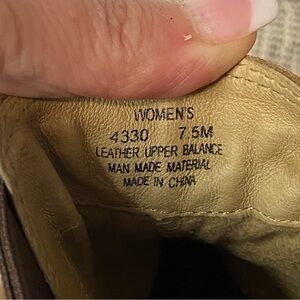 WOMEN'S
4330 7.5M
LEATHER UPPER BALANCE
MAN MADE MATERIAL
MADE IN CHINA